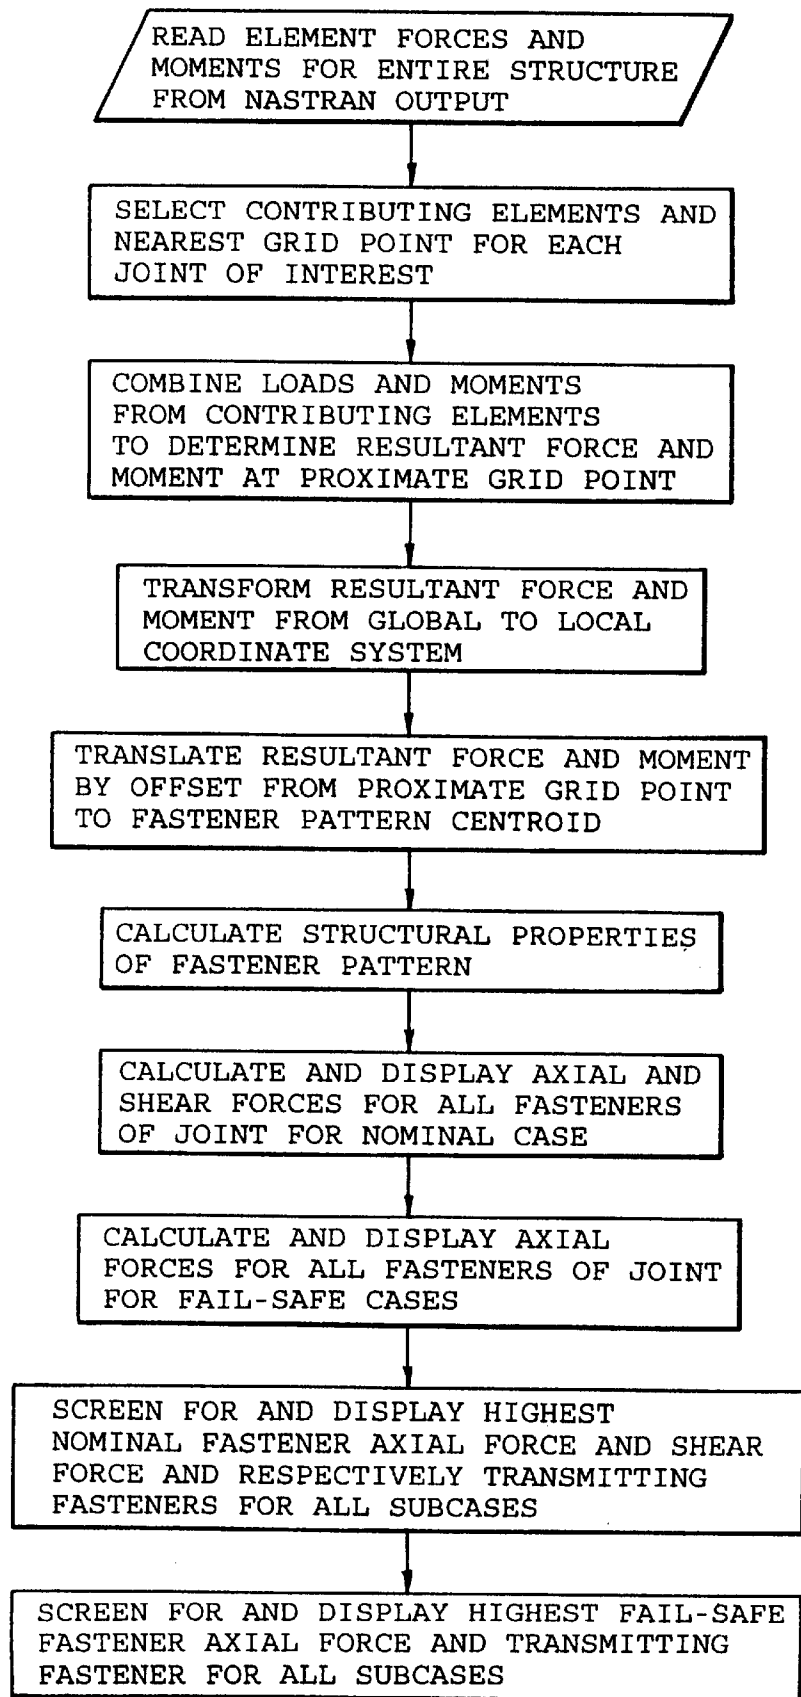 READ ELEMENT FORCES AND
MOMENTS FOR ENTIRE STRUCTURE
FROM NASTRAN OUTPUT
SELECT CONTRIBUTING ELEMENTS AND
NEAREST GRID POINT FOR EACH
JOINT OF INTEREST
COMBINE LOADS AND MOMENTS
FROM CONTRIBUTING ELEMENTS
TO DETERMINE RESULTANT FORCE AND
MOMENT AT PROXIMATE GRID POINT
TRANSFORM RESULTANT FORCE AND
MOMENT FROM GLOBAL TO LOCAL
COORDINATE SYSTEM
TRANSLATE RESULTANT FORCE AND MOMENT
BY OFFSET FROM PROXIMATE GRID POINT
TO FASTENER PATTERN CENTROID
CALCULATE STRUCTURAL PROPERTIES
OF FASTENER PATTERN
CALCULATE AND DISPLAY AXIAL AND
SHEAR FORCES FOR ALL FASTENERS
OF JOINT FOR NOMINAL CASE
CALCULATE AND DISPLAY AXIAL
FORCES FOR ALL FASTENERS OF JOINT
FOR FAIL-SAFE CASES
SCREEN FOR AND DISPLAY HIGHEST
NOMINAL FASTENER AXIAL FORCE AND SHEAR
FORCE AND RESPECTIVELY TRANSMITTING
FASTENERS FOR ALL SUBCASES
SCREEN FOR AND DISPLAY HIGHEST FAIL-SAFE
FASTENER AXIAL FORCE AND TRANSMITTING
FASTENER FOR ALL SUBCASES